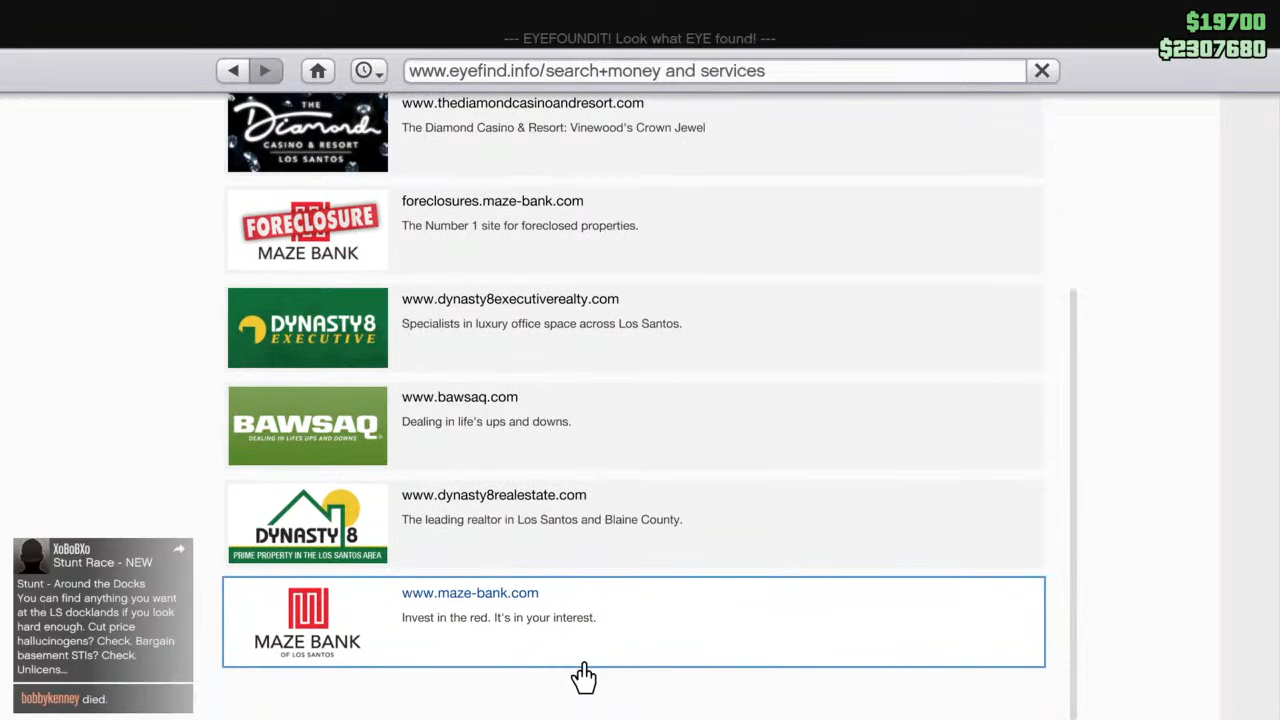 $19700
$2307680
--- EYEFOUNDIT! Look what EYE found! ---
www.eyefind.info/search+money and services
THE
Diamond
CASINO & RESORT
LOS SANTOS
www.thediamondcasinoandresort.com
The Diamond Casino & Resort: Vinewood's Crown Jewel
FORECLOSURE
MAZE BANK
foreclosures.maze-bank.com
The Number 1 site for foreclosed properties.
DYNASTY8
EXECUTIVE
www.dynasty8executiverealty.com
Specialists in luxury office space across Los Santos.
BAWSAQ
DEALING IN LIFES UPS AND DOWNS
www.bawsaq.com
Dealing in life's ups and downs.
DYNASTY 8
PRIME PROPERTY IN THE LOS SANTOS AREA
www.dynasty8realestate.com
The leading realtor in Los Santos and Blaine County.
MAZE BANK
OF LOS SANTOS
www.maze-bank.com
Invest in the red. It's in your interest.
XoBoBXo
Stunt Race - NEW
Stunt - Around the Docks
You can find anything you want
at the LS docklands if you look
hard enough. Cut price
hallucinogens? Check. Bargain
basement STIs? Check.
Unlicens...
bobbykenney died.